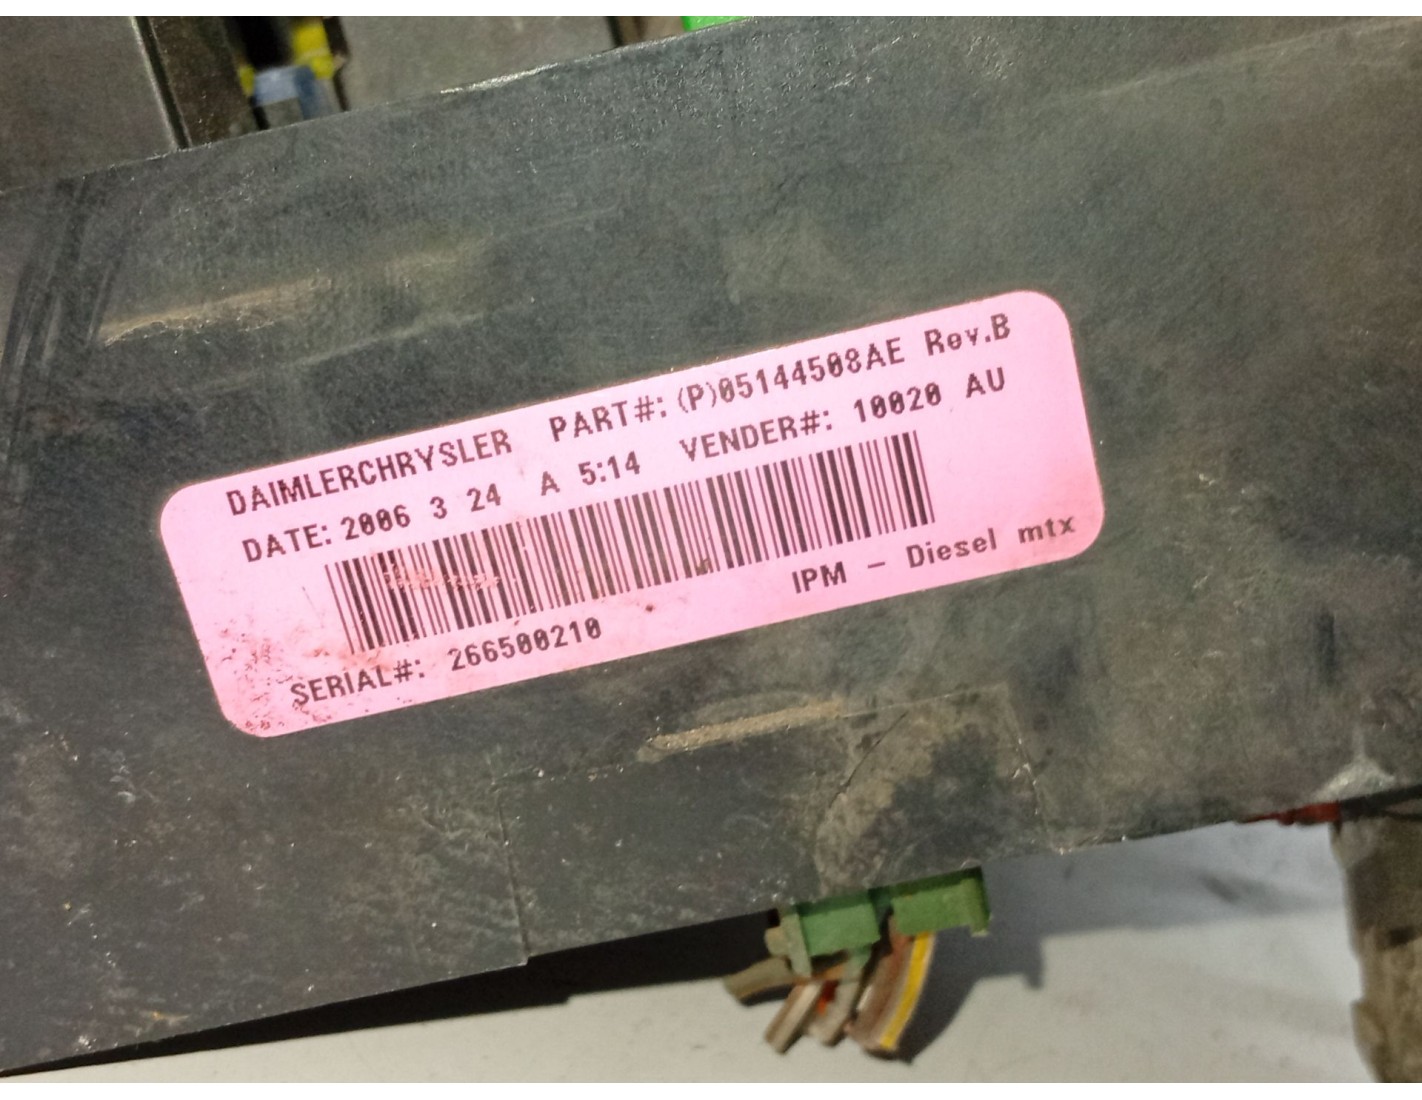 DAIMLERCHRYSLER PART#: (P)05144508AE Rev.B
DATE: 2006 3 24 A 5:14 VENDER#: 10020 AU
SERIAL#: 266500210 IPM - Diesel mtx